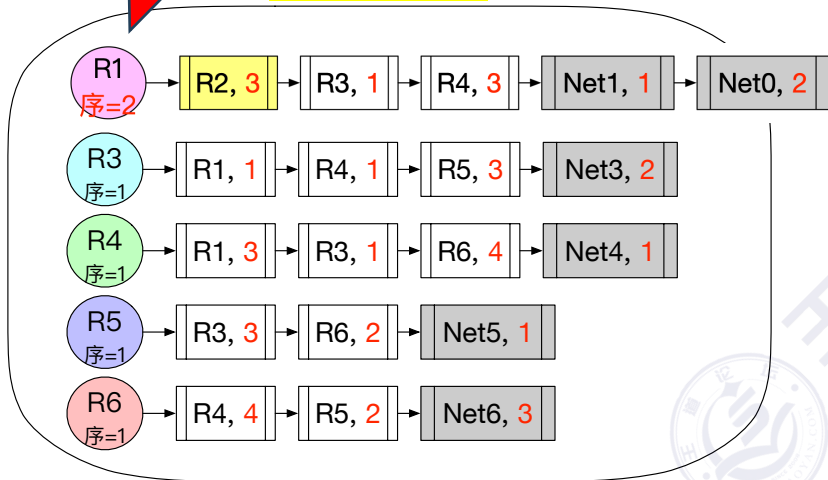 R1
序=2
R2, 3
R3, 1
R4, 3
Net1, 1
Net0, 2
R3
序=1
R1, 1
R4, 1
R5, 3
Net3, 2
R4
序=1
R1, 3
R3, 1
R6, 4
Net4, 1
R5
序=1
R3, 3
R6, 2
Net5, 1
R6
序=1
R4, 4
R5, 2
Net6, 3